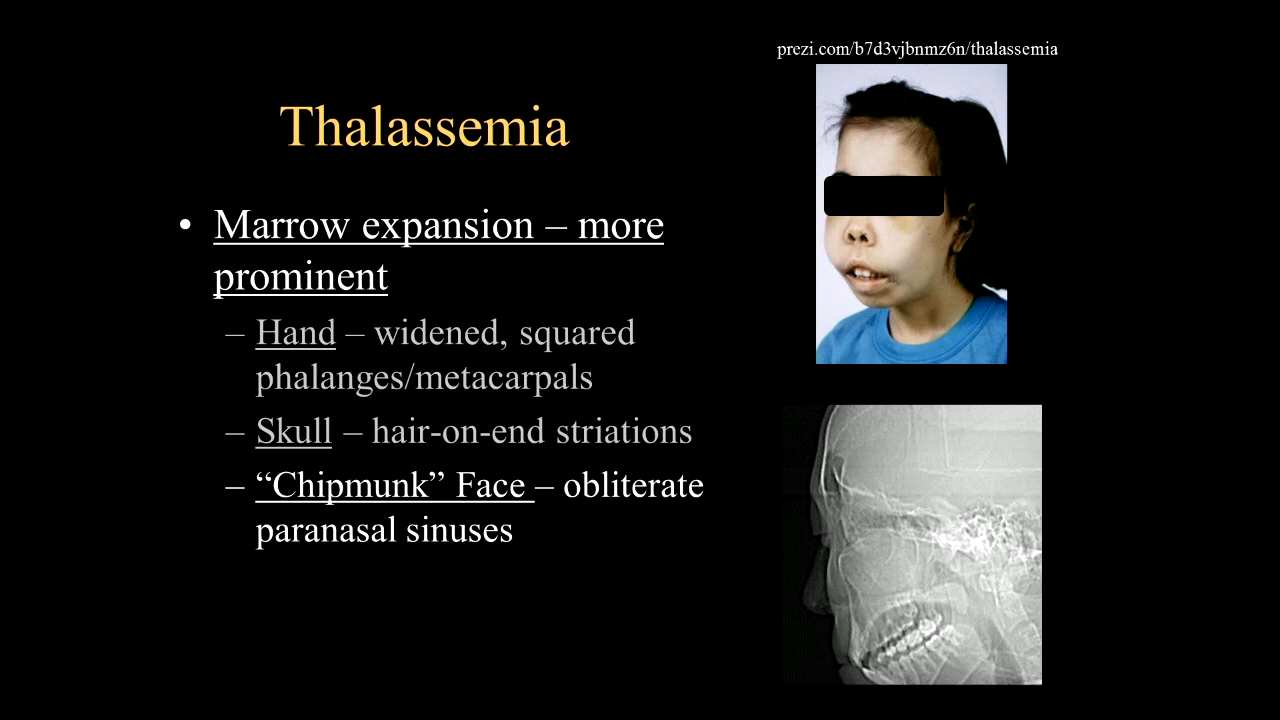 prezi.com/b7d3vjbnmz6n/thalassemia
Thalassemia
• Marrow expansion – more
prominent
– Hand – widened, squared
phalanges/metacarpals
– Skull – hair-on-end striations
– “Chipmunk” Face – obliterate
paranasal sinuses